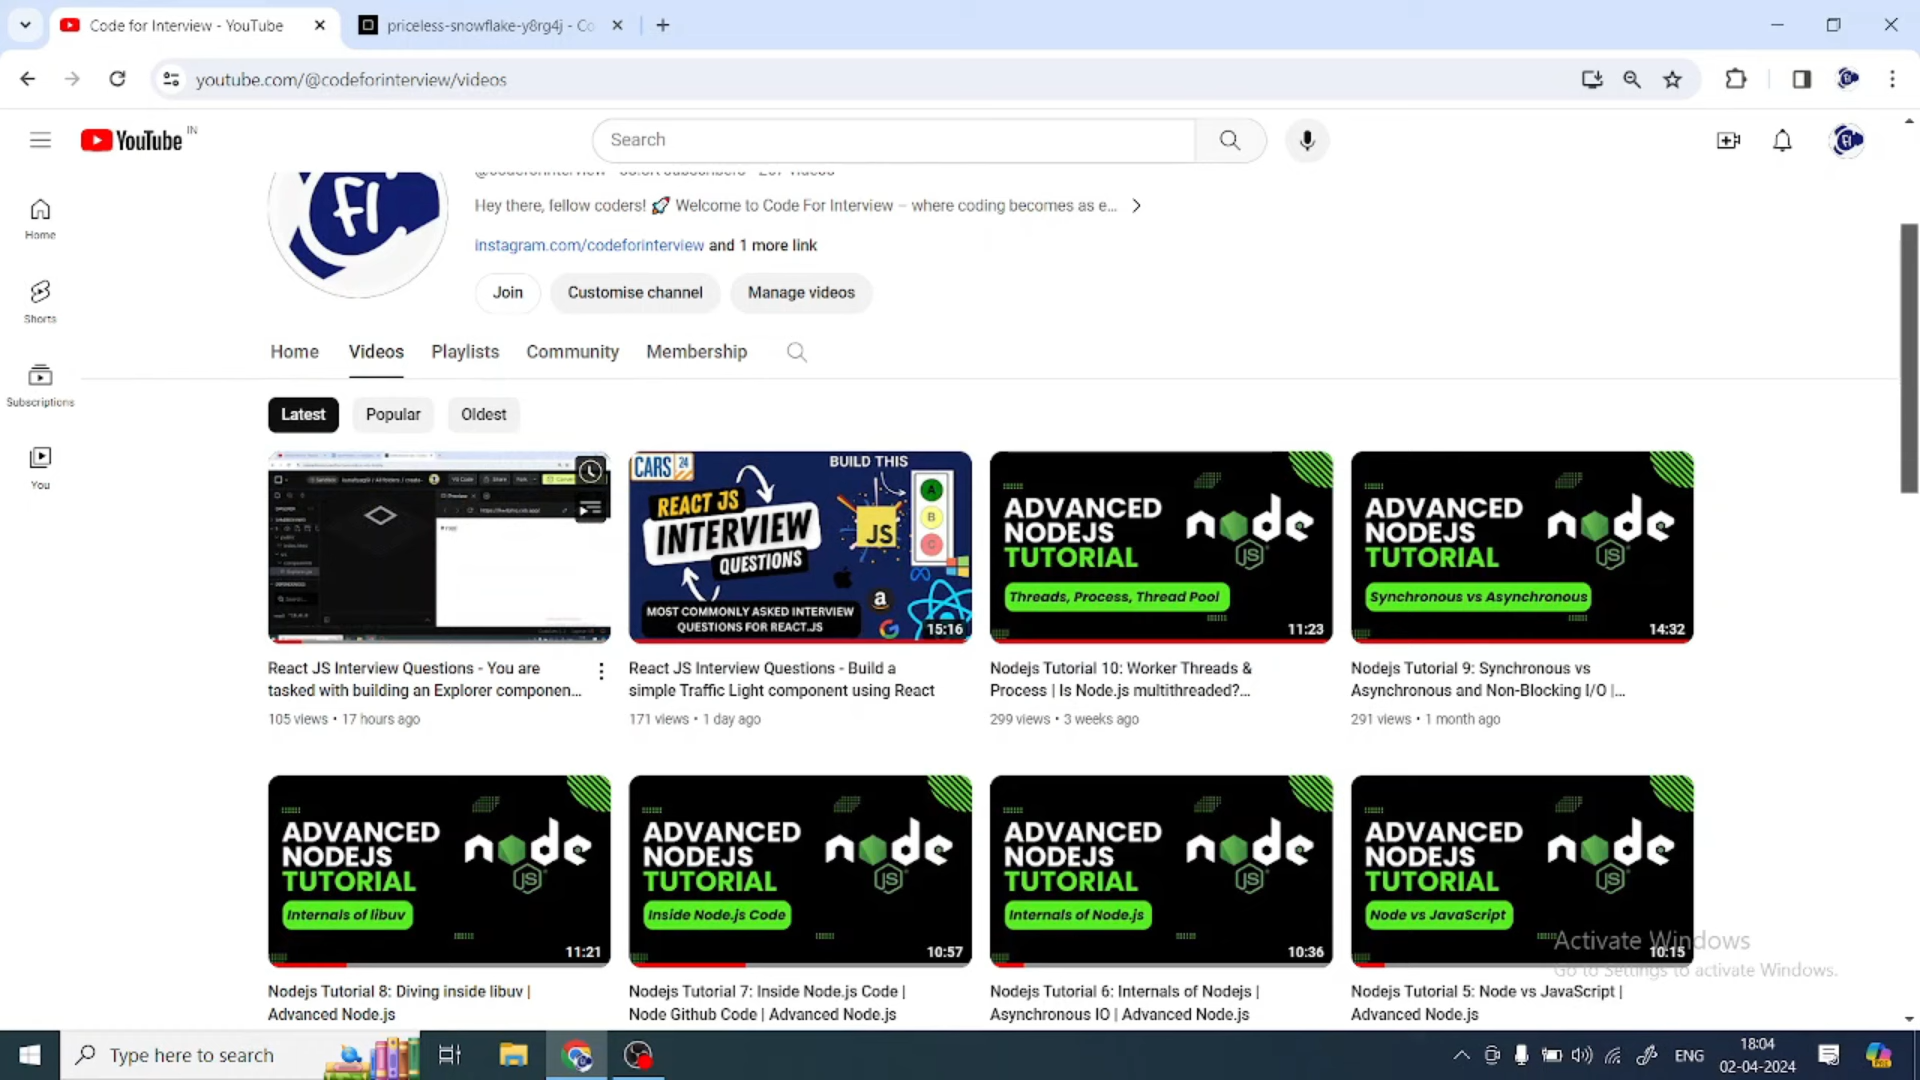 Code for Interview - YouTube
priceless-snowflake-y8rg4j - Co
youtube.com/@codeforinterview/videos
YouTube IN
Search
Hey there, fellow coders! 🚀 Welcome to Code For Interview – where coding becomes as e...
instagram.com/codeforinterview and 1 more link
Join
Customise channel
Manage videos
Home
Shorts
Subscriptions
You
Home
Videos
Playlists
Community
Membership
Latest
Popular
Oldest
CARS 24
BUILD THIS
REACT JS
INTERVIEW
QUESTIONS
JS
A
B
C
MOST COMMONLY ASKED INTERVIEW
QUESTIONS FOR REACT.JS
15:16
ADVANCED
NODEJS
TUTORIAL
node
JS
Threads, Process, Thread Pool
11:23
ADVANCED
NODEJS
TUTORIAL
node
JS
Synchronous vs Asynchronous
14:32
React JS Interview Questions - You are
tasked with building an Explorer componen...
105 views • 17 hours ago
React JS Interview Questions - Build a
simple Traffic Light component using React
171 views • 1 day ago
Nodejs Tutorial 10: Worker Threads &
Process | Is Node.js multithreaded?...
299 views • 3 weeks ago
Nodejs Tutorial 9: Synchronous vs
Asynchronous and Non-Blocking I/O |...
291 views • 1 month ago
ADVANCED
NODEJS
TUTORIAL
node
JS
Internals of libuv
11:21
ADVANCED
NODEJS
TUTORIAL
node
JS
Inside Node.js Code
10:57
ADVANCED
NODEJS
TUTORIAL
node
JS
Internals of Node.js
10:36
ADVANCED
NODEJS
TUTORIAL
node
JS
Node vs JavaScript
10:15
Activate Windows
Go to Settings to activate Windows.
Nodejs Tutorial 8: Diving inside libuv |
Advanced Node.js
Nodejs Tutorial 7: Inside Node.js Code |
Node Github Code | Advanced Node.js
Nodejs Tutorial 6: Internals of Nodejs |
Asynchronous IO | Advanced Node.js
Nodejs Tutorial 5: Node vs JavaScript |
Advanced Node.js
Type here to search
ENG
18:04
02-04-2024